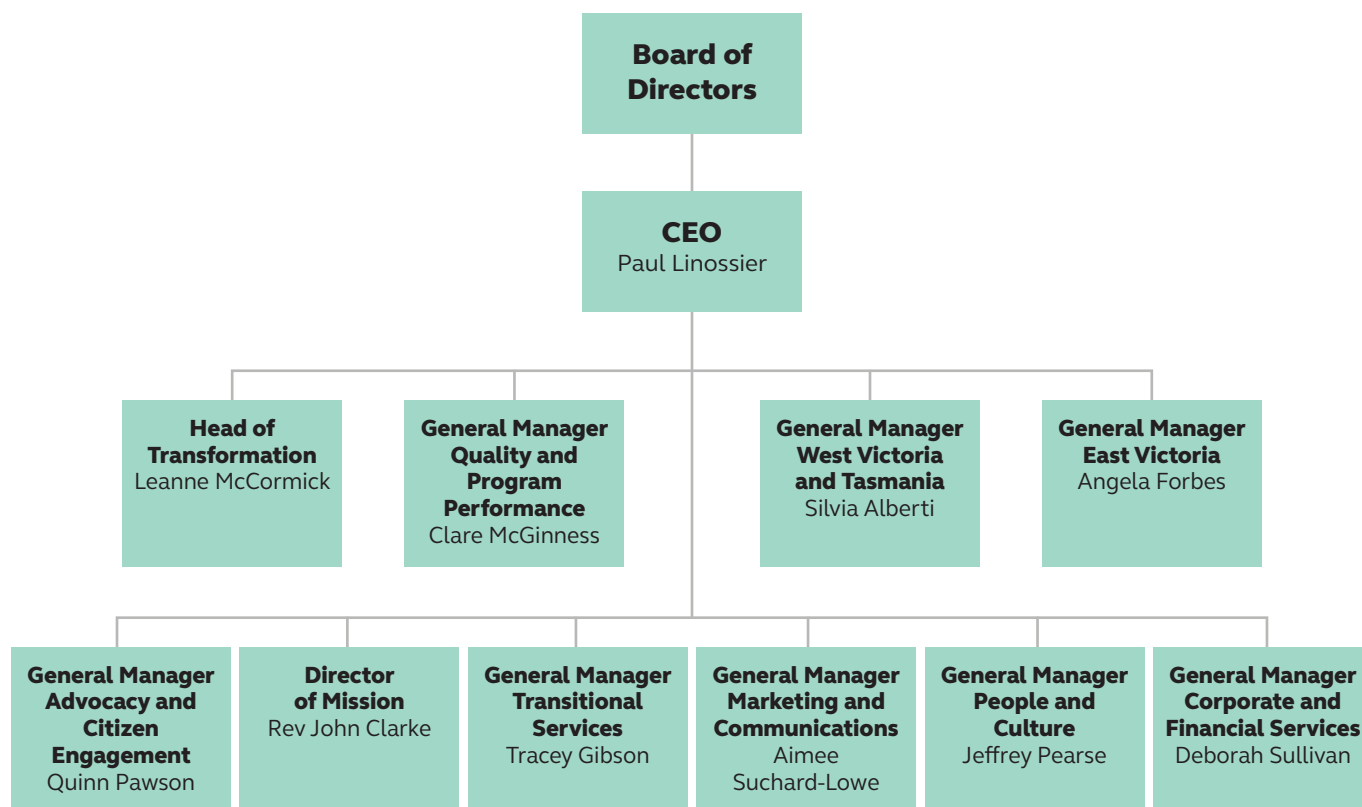 Board of
Directors
CEO
Paul Linossier
Head of
Transformation
Leanne McCormick
General Manager
Quality and
Program
Performance
Clare McGinness
General Manager
West Victoria
and Tasmania
Silvia Alberti
General Manager
East Victoria
Angela Forbes
General Manager
Advocacy and
Citizen
Engagement
Quinn Pawson
Director
of Mission
Rev John Clarke
General Manager
Transitional
Services
Tracey Gibson
General Manager
Marketing and
Communications
Aimee
Suchard-Lowe
General Manager
People and
Culture
Jeffrey Pearse
General Manager
Corporate and
Financial Services
Deborah Sullivan